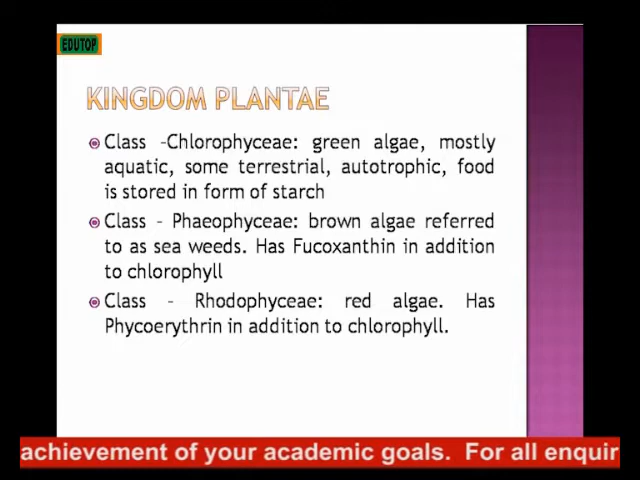 EDUTOP
KINGDOM PLANTAE
Class –Chlorophyceae: green algae, mostly
aquatic, some terrestrial, autotrophic, food
is stored in form of starch
Class – Phaeophyceae: brown algae referred
to as sea weeds. Has Fucoxanthin in addition
to chlorophyll
Class – Rhodophyceae: red algae. Has
Phycoerythrin in addition to chlorophyll.
achievement of your academic goals. For all enquir